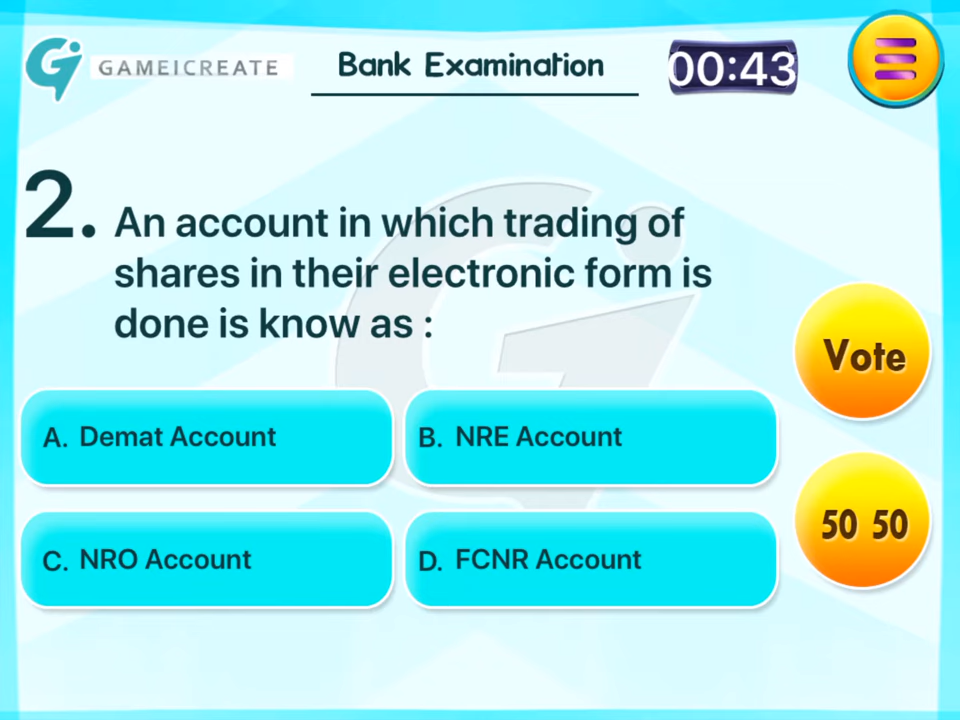 GAMEICREATE
Bank Examination
00:43
2. An account in which trading of
shares in their electronic form is
done is know as :
Vote
A. Demat Account
B. NRE Account
50 50
C. NRO Account
D. FCNR Account